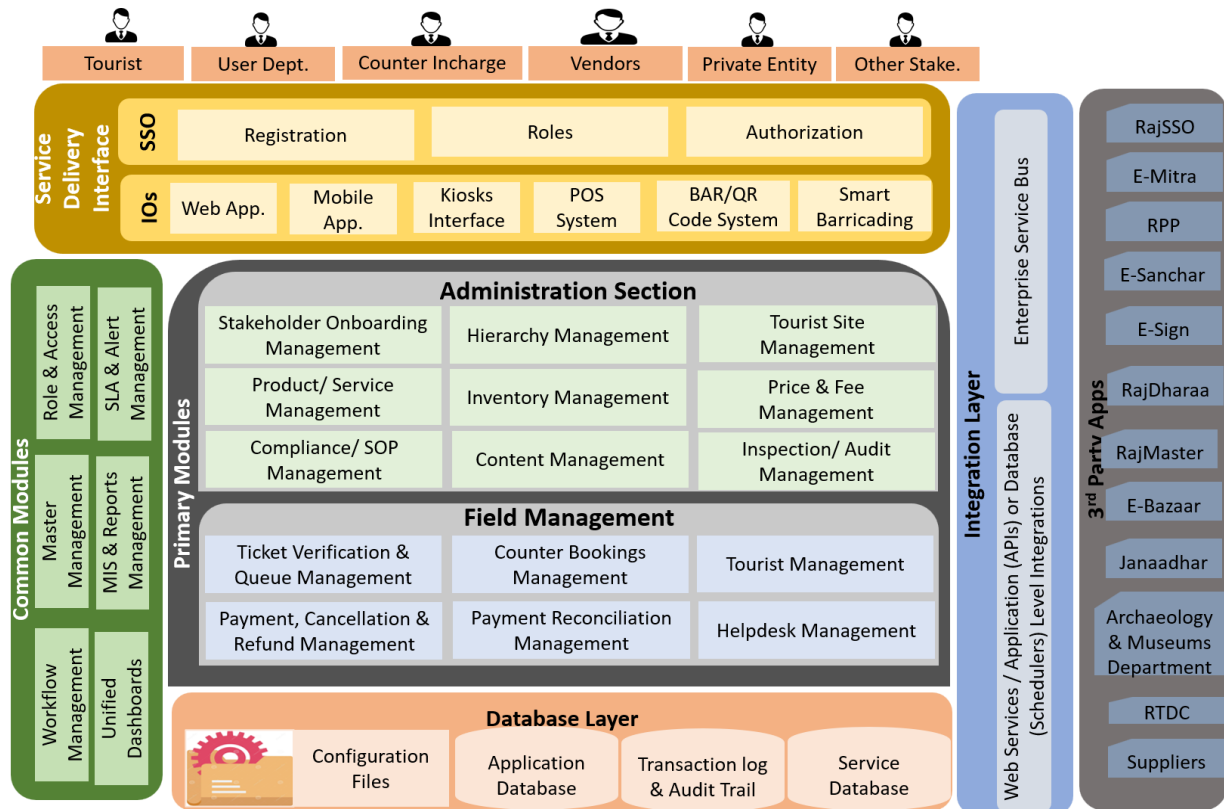 Tourist
User Dept.
Counter Incharge
Vendors
Private Entity
Other Stake.
Service
Delivery
Interface
SSO
Registration
Roles
Authorization
IOs
Web App.
Mobile
App.
Kiosks
Interface
POS
System
BAR/QR
Code System
Smart
Barricading
Common Modules
Role & Access
Management
SLA & Alert
Management
Master
Management
MIS & Reports
Management
Workflow
Management
Unified
Dashboards
Primary Modules
Administration Section
Stakeholder Onboarding
Management
Hierarchy Management
Tourist Site
Management
Product/ Service
Management
Inventory Management
Price & Fee
Management
Compliance/ SOP
Management
Content Management
Inspection/ Audit
Management
Field Management
Ticket Verification &
Queue Management
Counter Bookings
Management
Tourist Management
Payment, Cancellation &
Refund Management
Payment Reconciliation
Management
Helpdesk Management
Database Layer
Configuration
Files
Application
Database
Transaction log
& Audit Trail
Service
Database
Integration Layer
Enterprise Service Bus
Web Services / Application (APIs) or Database
(Schedulers) Level Integrations
3rd Party Apps
RajSSO
E-Mitra
RPP
E-Sanchar
E-Sign
RajDharaa
RajMaster
E-Bazaar
Janaadhar
Archaeology
& Museums
Department
RTDC
Suppliers